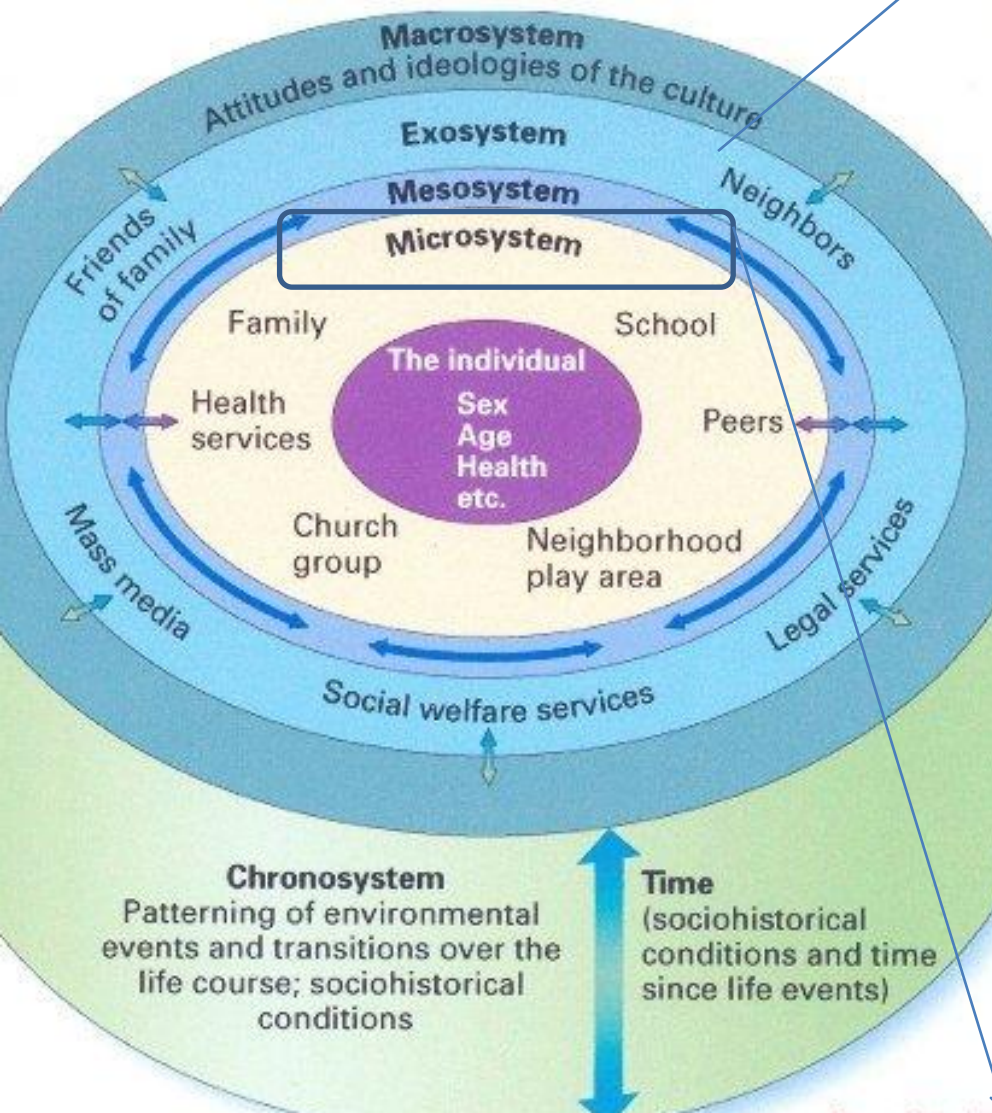 Macrosystem
Attitudes and ideologies of the culture
Exosystem
Mesosystem
Microsystem
Friends
of family
Neighbors
Family
School
The individual
Sex
Age
Health
etc.
Health
services
Peers
Church
group
Neighborhood
play area
Mass media
Legal services
Social welfare services
Chronosystem
Patterning of environmental
events and transitions over the
life course; sociohistorical
conditions
Time
(sociohistorical
conditions and time
since life events)